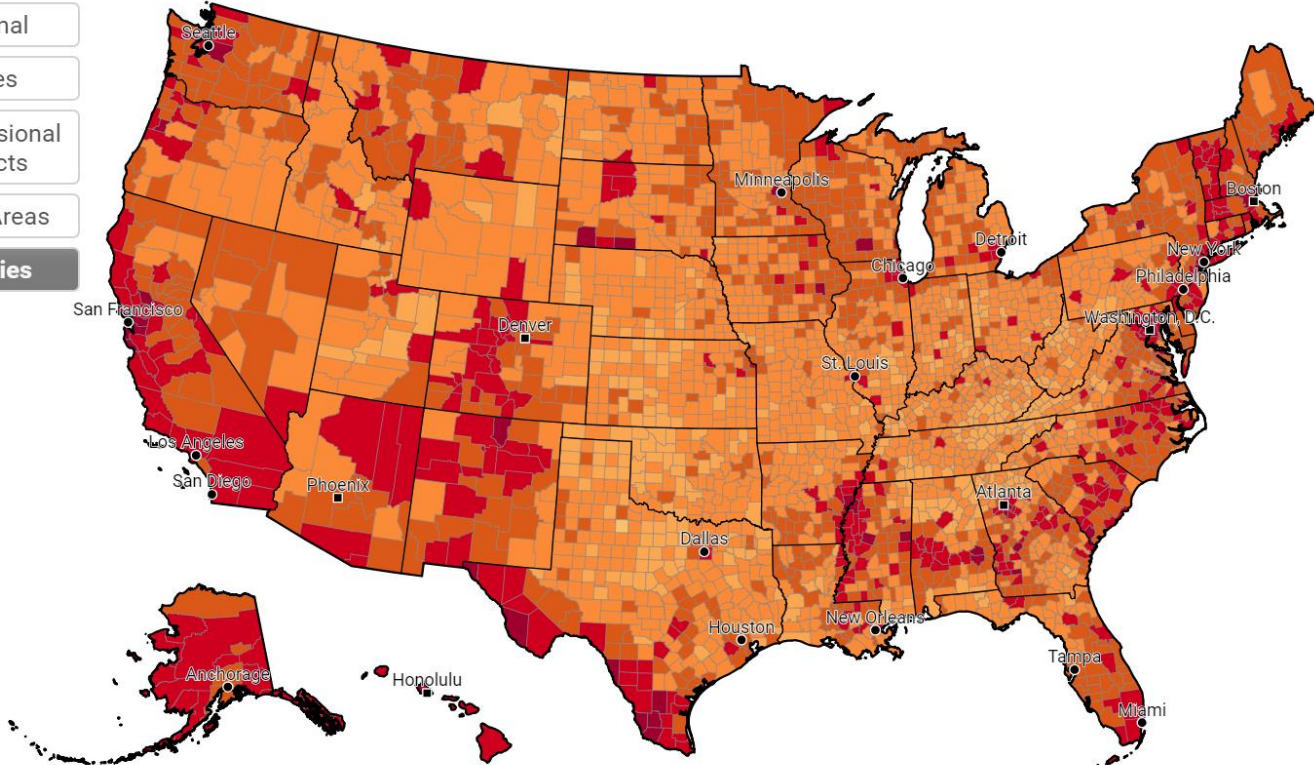 nal
es
sional
cts
Areas
ies
Seattle
Minneapolis
Boston
Detroit
New York
Chicago
Philadelphia
San Francisco
Washington, D.C.
Denver
St. Louis
Los Angeles
San Diego
Phoenix
Atlanta
Dallas
New Orleans
Houston
Tampa
Anchorage
Honolulu
Miami